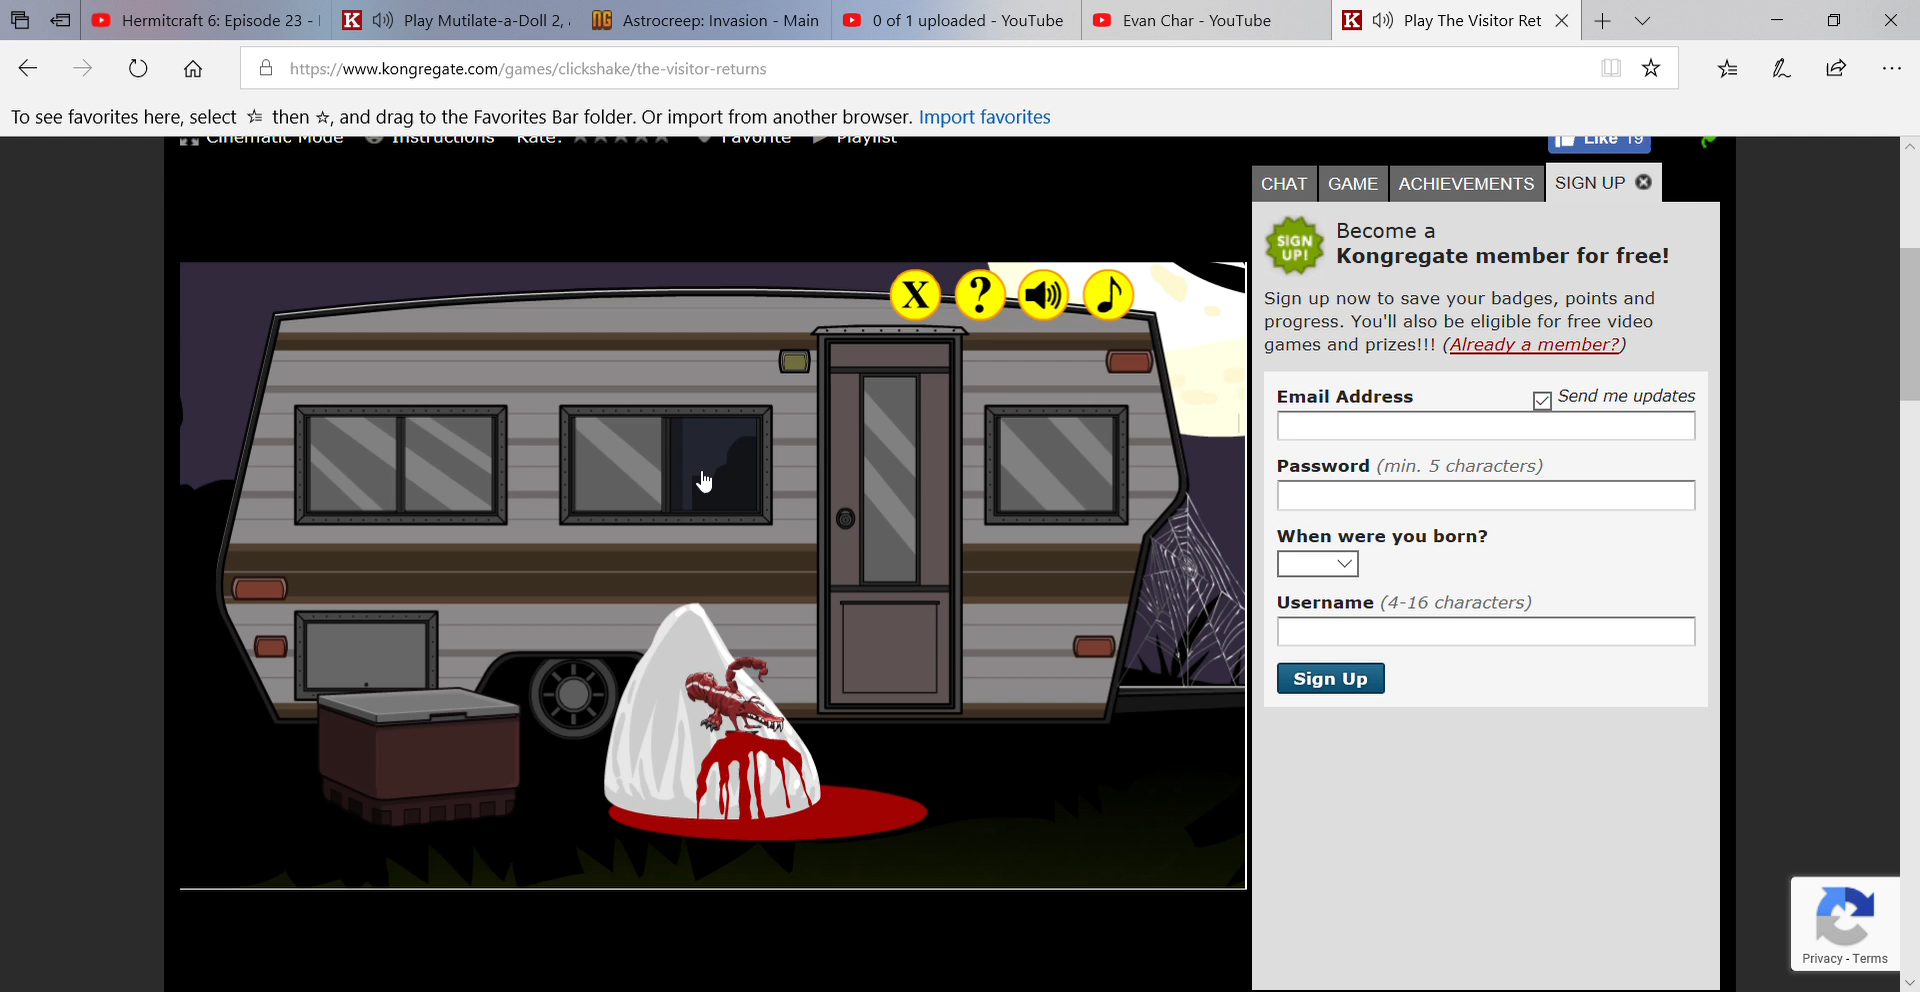 Hermitcraft 6: Episode 23 -
Play Mutilate-a-Doll 2,
Astrocreep: Invasion - Main
0 of 1 uploaded - YouTube
Evan Char - YouTube
Play The Visitor Ret
https://www.kongregate.com/games/clickshake/the-visitor-returns
To see favorites here, select then , and drag to the Favorites Bar folder. Or import from another browser. Import favorites
Cinematic Mode Instructions Rate: Favorite Playlist
Like 19
CHAT GAME ACHIEVEMENTS SIGN UP
X ?
SIGN UP!
Become a
Kongregate member for free!
Sign up now to save your badges, points and
progress. You'll also be eligible for free video
games and prizes!!! (Already a member?)
Email Address Send me updates
Password (min. 5 characters)
When were you born?
Username (4-16 characters)
Sign Up
Privacy - Terms